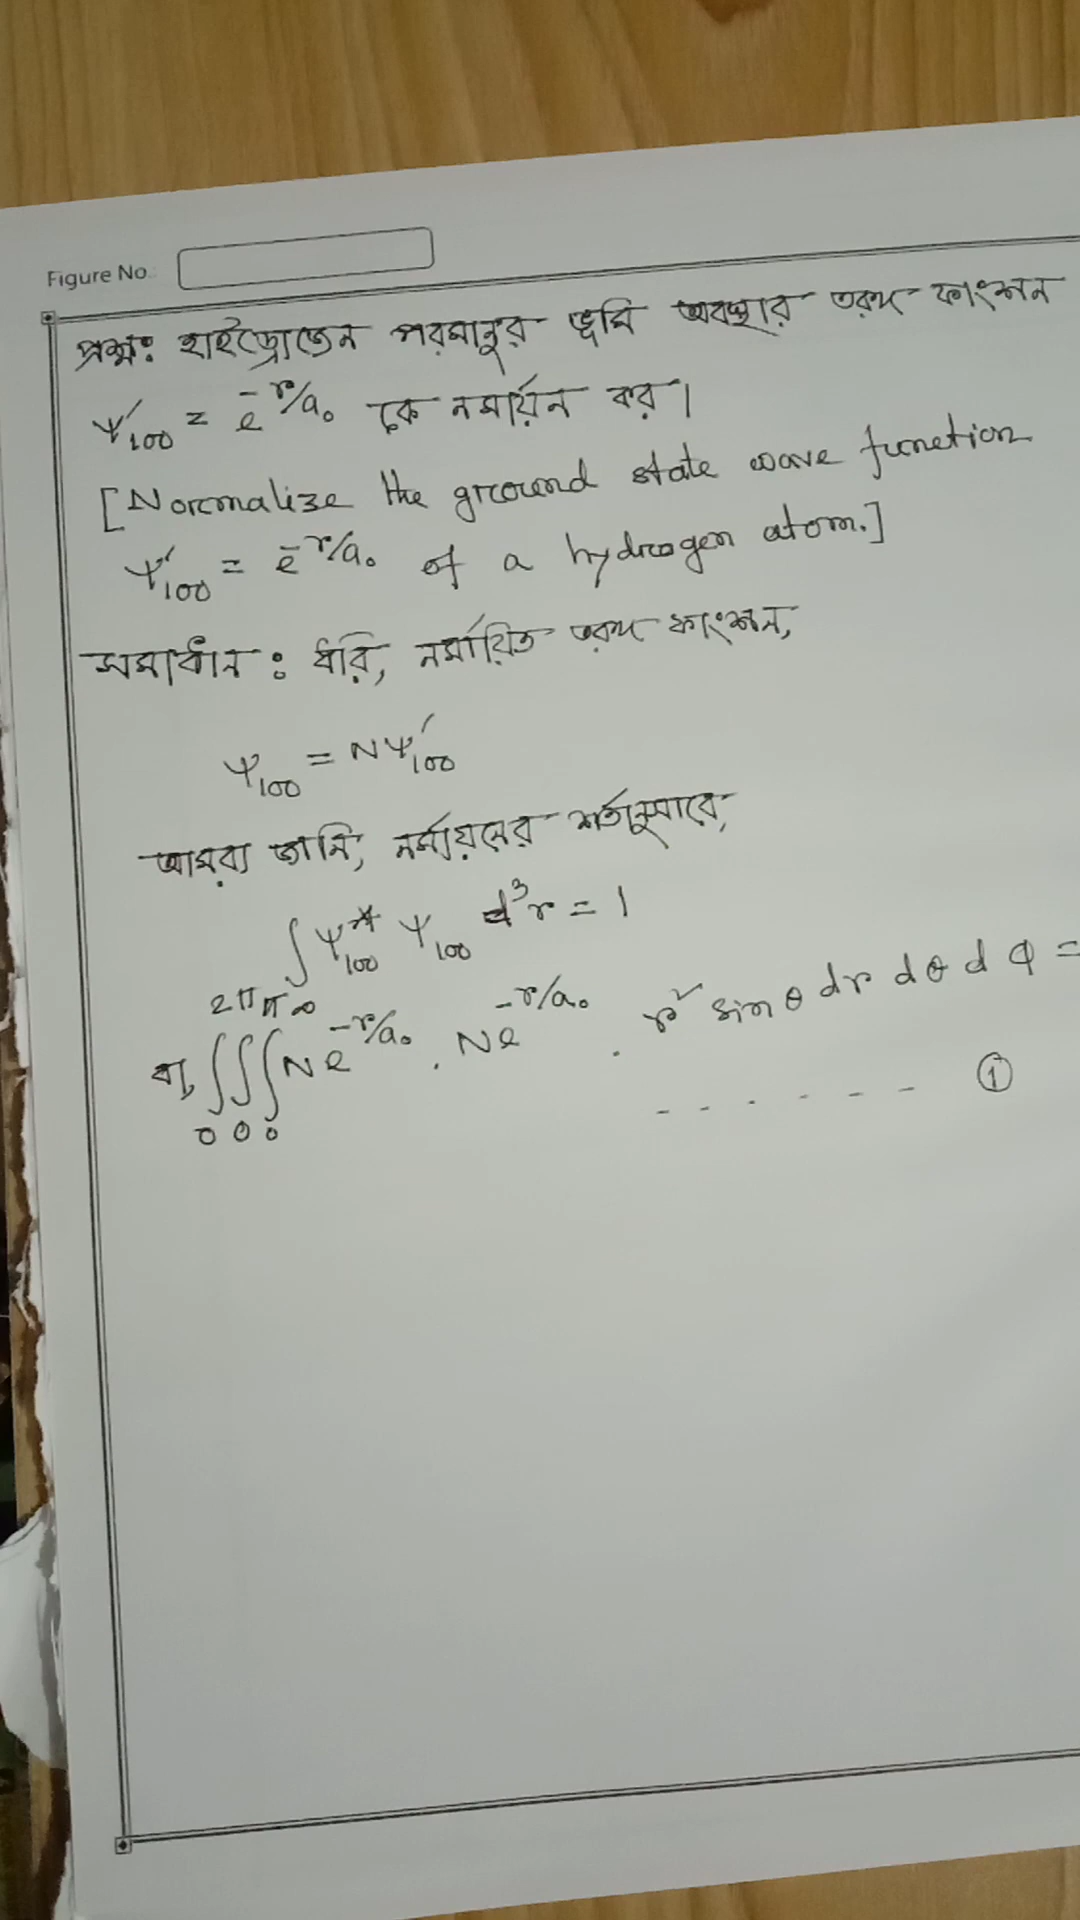 Figure No.:
প্রশ্নঃ হাইড্রোজেন পরমানুর ভূমি অবস্থার তরঙ্গ ফাংশন
ψ′₁₀₀ = e^{-r/a₀} কে নর্মায়ন কর।
[Normalize the ground state wave function
ψ′₁₀₀ = e^{-r/a₀} of a hydrogen atom.]
সমাধান : ধরি, নর্মায়িত তরঙ্গ ফাংশন,
ψ₁₀₀ = Nψ′₁₀₀
আমরা জানি, নর্মায়নের শর্তানুসারে,
∫ψ*₁₀₀ ψ₁₀₀ d³r = 1
বা, ∫₀^{2π}∫₀^{π}∫₀^{∞} Ne^{-r/a₀} . Ne^{-r/a₀} . r² sinθ dr dθ dφ =
- - - - - - ①